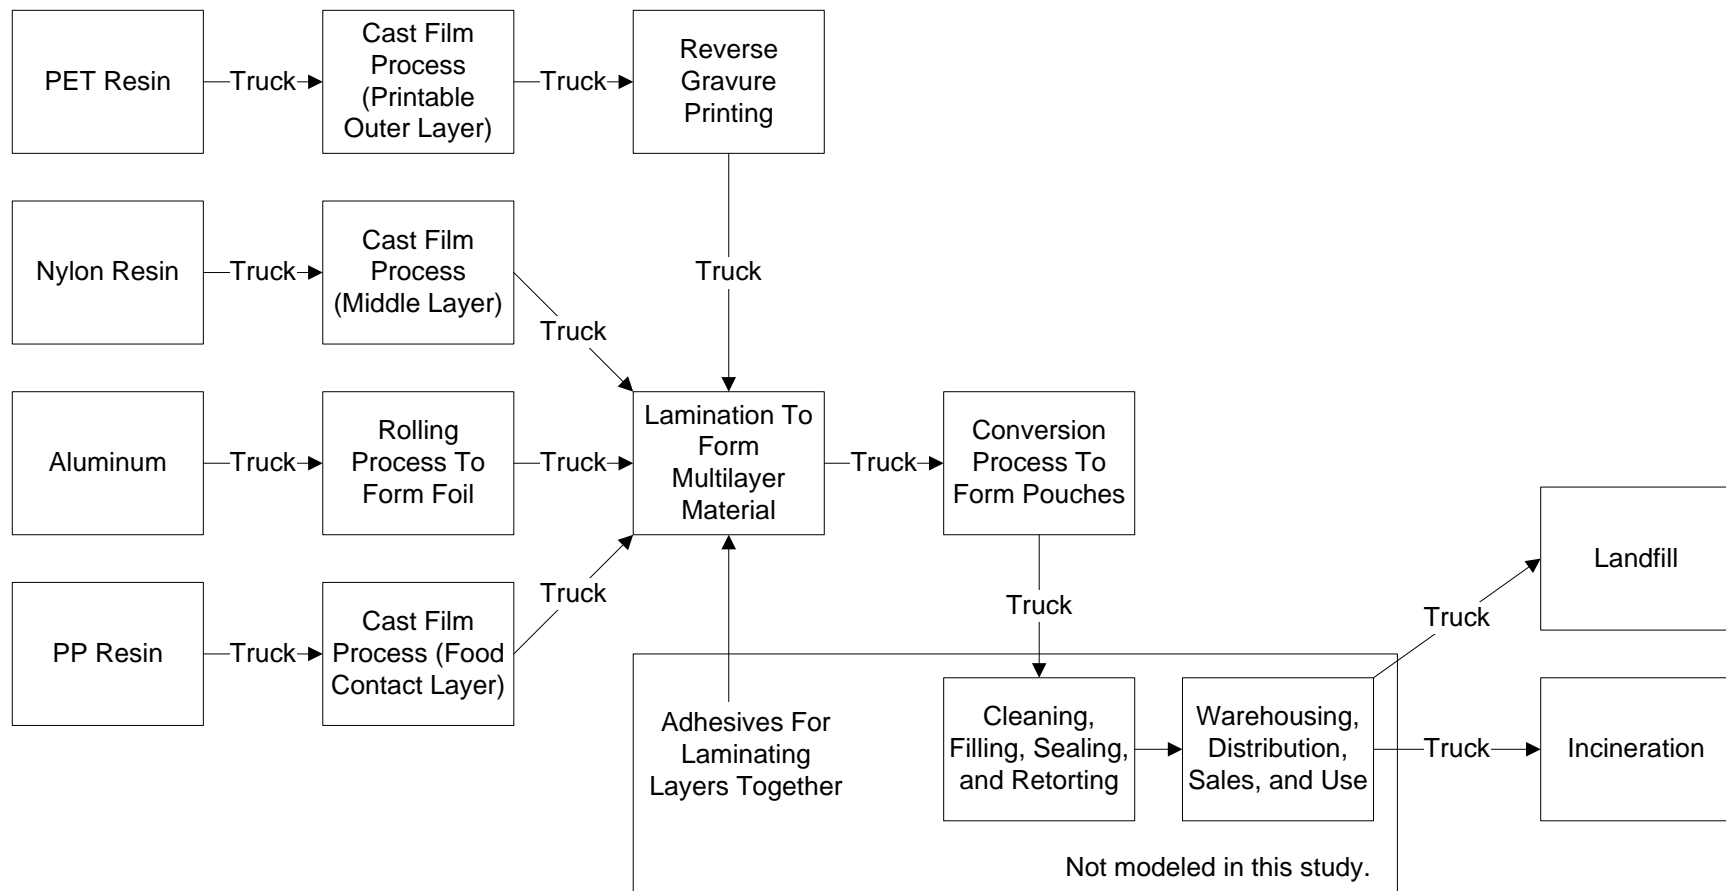 PET Resin
Truck
Cast Film
Process
(Printable
Outer Layer)
Truck
Reverse
Gravure
Printing
Nylon Resin
Truck
Cast Film
Process
(Middle Layer)
Truck
Truck
Aluminum
Truck
Rolling
Process To
Form Foil
Truck
Lamination To
Form
Multilayer
Material
Truck
Conversion
Process To
Form Pouches
Landfill
PP Resin
Truck
Cast Film
Process (Food
Contact Layer)
Truck
Truck
Truck
Adhesives For
Laminating
Layers Together
Cleaning,
Filling, Sealing,
and Retorting
Warehousing,
Distribution,
Sales, and Use
Truck
Incineration
Not modeled in this study.